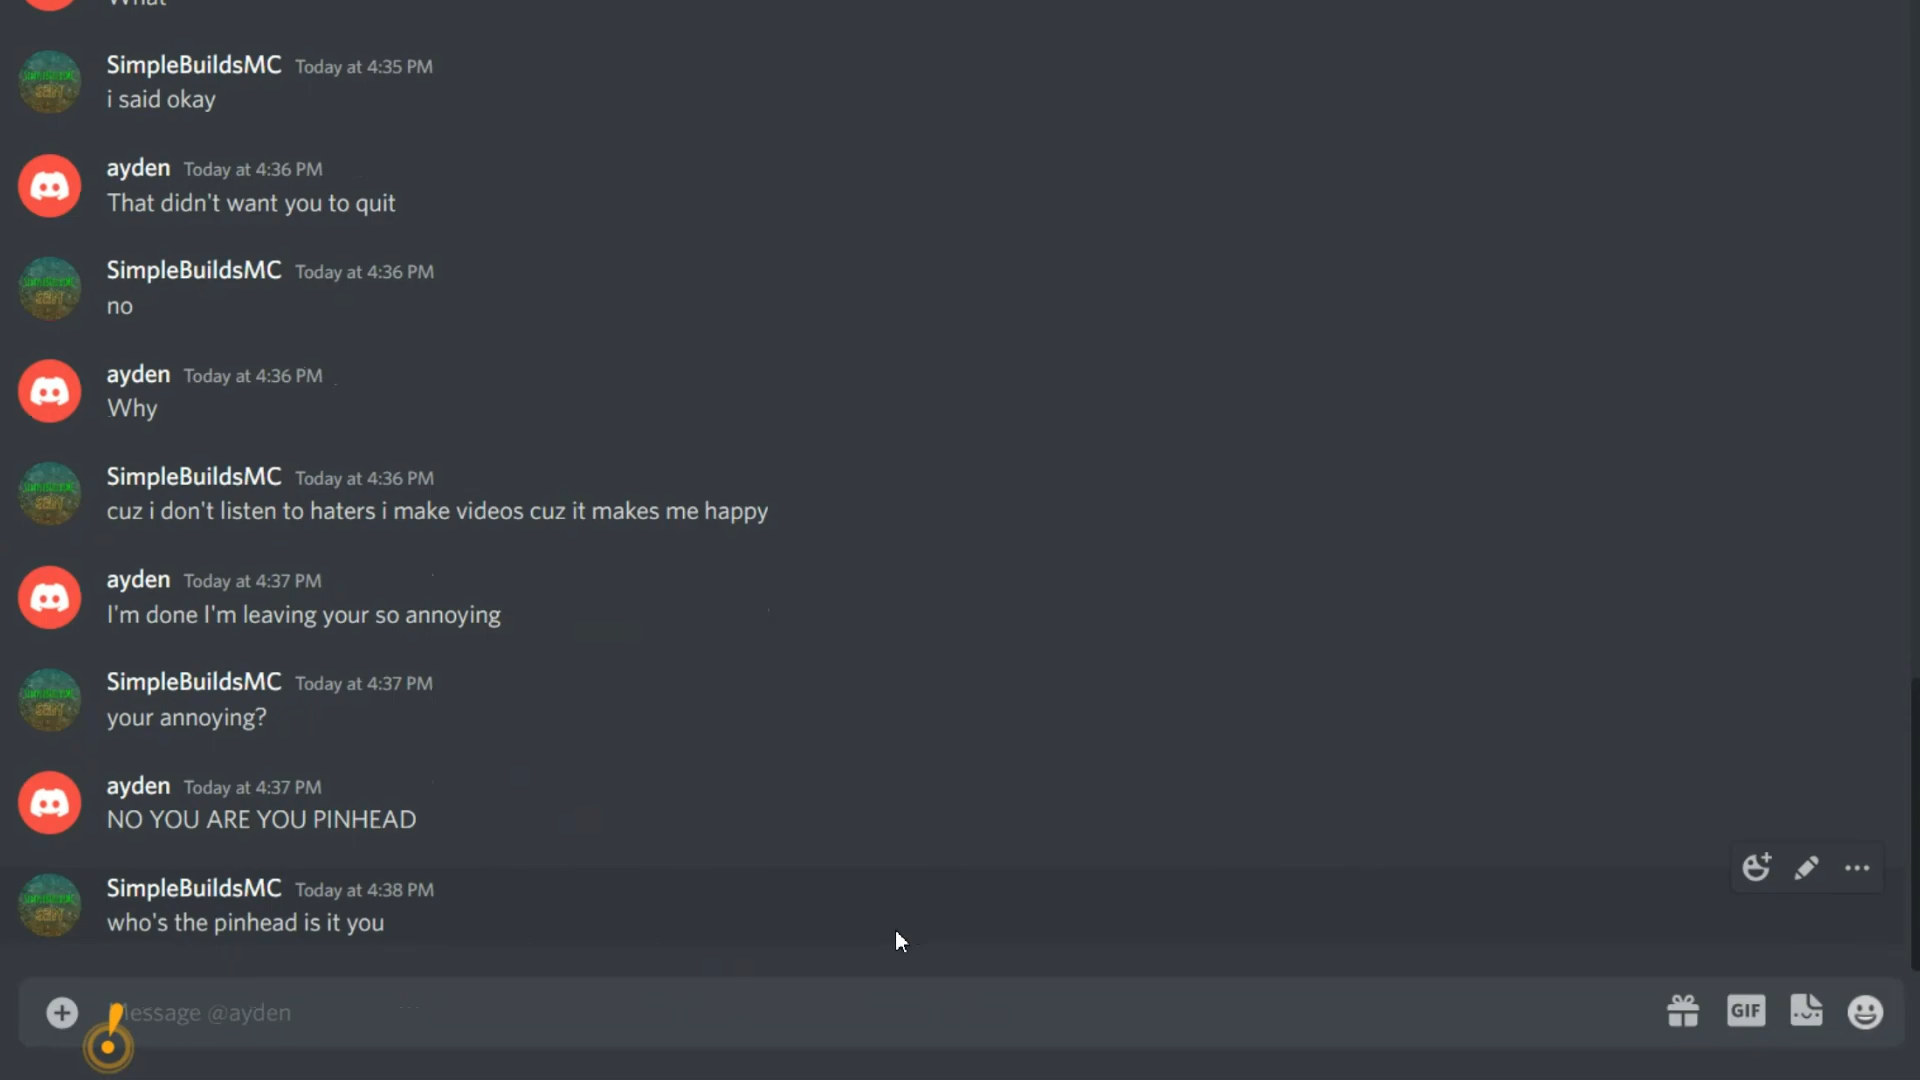 What
SimpleBuildsMC Today at 4:35 PM
i said okay
ayden Today at 4:36 PM
That didn't want you to quit
SimpleBuildsMC Today at 4:36 PM
no
ayden Today at 4:36 PM
Why
SimpleBuildsMC Today at 4:36 PM
cuz i don't listen to haters i make videos cuz it makes me happy
ayden Today at 4:37 PM
I'm done I'm leaving your so annoying
SimpleBuildsMC Today at 4:37 PM
your annoying?
ayden Today at 4:37 PM
NO YOU ARE YOU PINHEAD
SimpleBuildsMC Today at 4:38 PM
who's the pinhead is it you
Message @ayden
GIF